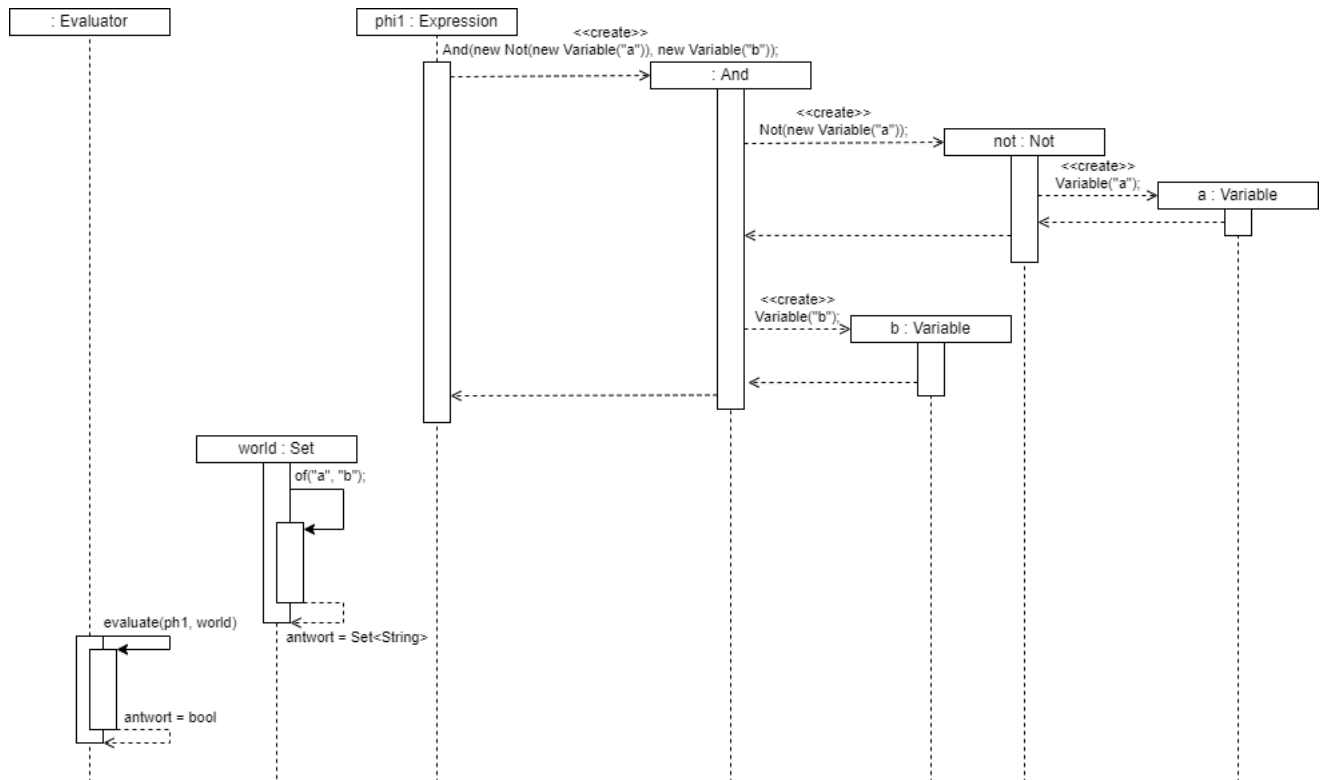 : Evaluator
phi1 : Expression
<<create>>
And(new Not(new Variable("a")), new Variable("b"));
: And
<<create>>
Not(new Variable("a"));
not : Not
<<create>>
Variable("a");
a : Variable
<<create>>
Variable("b");
b : Variable
world : Set
of("a", "b");
antwort = Set<String>
evaluate(ph1, world)
antwort = bool